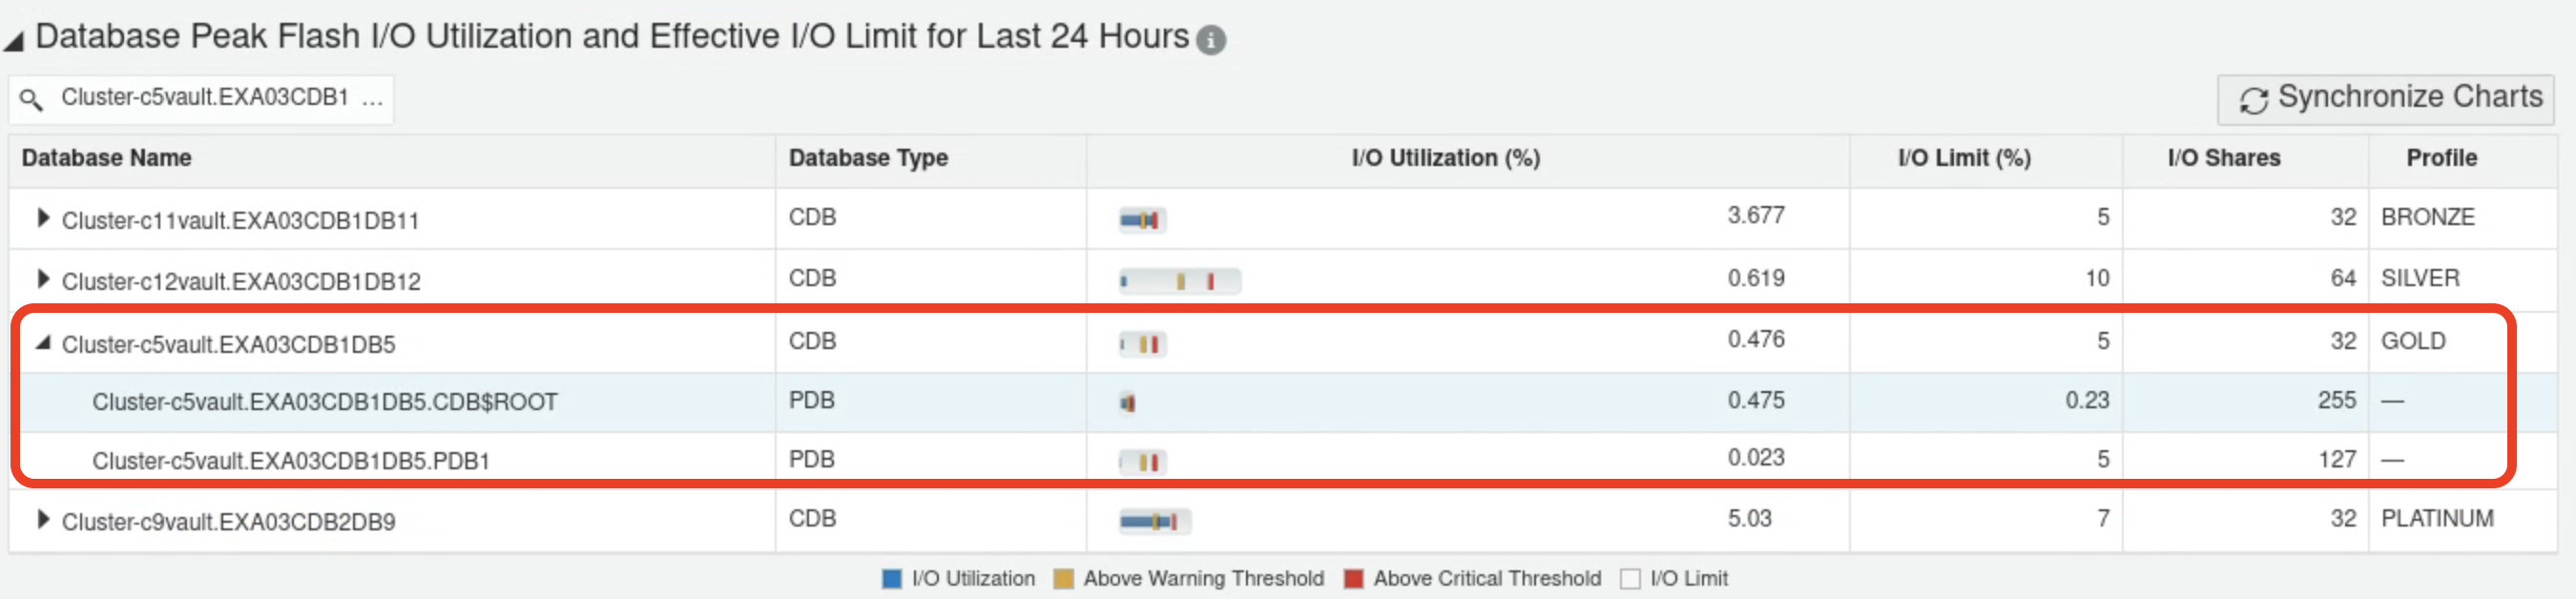 Database Peak Flash I/O Utilization and Effective I/O Limit for Last 24 Hours
Cluster-c5vault.EXA03CDB1 ...
Synchronize Charts
Database Name Database Type I/O Utilization (%) I/O Limit (%) I/O Shares Profile
Cluster-c11vault.EXA03CDB1DB11 CDB 3.677 5 32 BRONZE
Cluster-c12vault.EXA03CDB1DB12 CDB 0.619 10 64 SILVER
Cluster-c5vault.EXA03CDB1DB5 CDB 0.476 5 32 GOLD
Cluster-c5vault.EXA03CDB1DB5.CDB$ROOT PDB 0.475 0.23 255 —
Cluster-c5vault.EXA03CDB1DB5.PDB1 PDB 0.023 5 127 —
Cluster-c9vault.EXA03CDB2DB9 CDB 5.03 7 32 PLATINUM
I/O Utilization Above Warning Threshold Above Critical Threshold I/O Limit